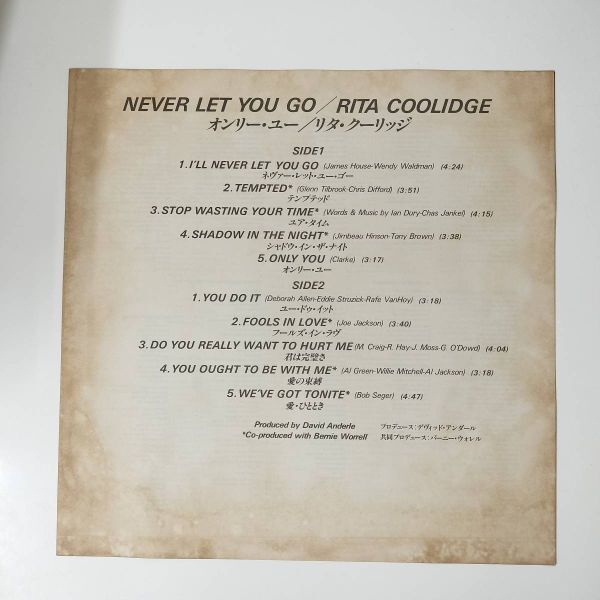 NEVER LET YOU GO/RITA COOLIDGE
オンリー・ユー/リタ・クーリッジ
SIDE1
1.I'LL NEVER LET YOU GO (James House-Wendy Waldman) (4:24)
ネヴァー・レット・ユー・ゴー
2.TEMPTED* (Glenn Tilbrook-Chris Difford) (3:51)
テンプテッド
3.STOP WASTING YOUR TIME* (Words & Music by Ian Dury-Chas Jankel) (4:15)
ユア・タイム
4.SHADOW IN THE NIGHT* (Jimbeau Hinson-Tony Brown) (3:38)
シャドウ・イン・ザ・ナイト
5.ONLY YOU (Clarke) (3:17)
オンリー・ユー
SIDE2
1.YOU DO IT (Deborah Allen-Eddie Struzick-Rafe VanHoy) (3:18)
ユー・ドゥ・イット
2.FOOLS IN LOVE* (Joe Jackson) (3:40)
フールズ・イン・ラヴ
3.DO YOU REALLY WANT TO HURT ME (M. Craig-R. Hay-J. Moss-G. O'Dowd) (4:04)
君は完璧さ
4.YOU OUGHT TO BE WITH ME* (Al Green-Willie Mitchell-Al Jackson) (3:18)
愛の束縛
5.WE'VE GOT TONITE* (Bob Seger) (4:47)
愛・ひととき
Produced by David Anderle プロデュース:デヴィッド・アンダール
*Co-produced with Bernie Worrell 共同プロデュース:バーニー・ウォレル